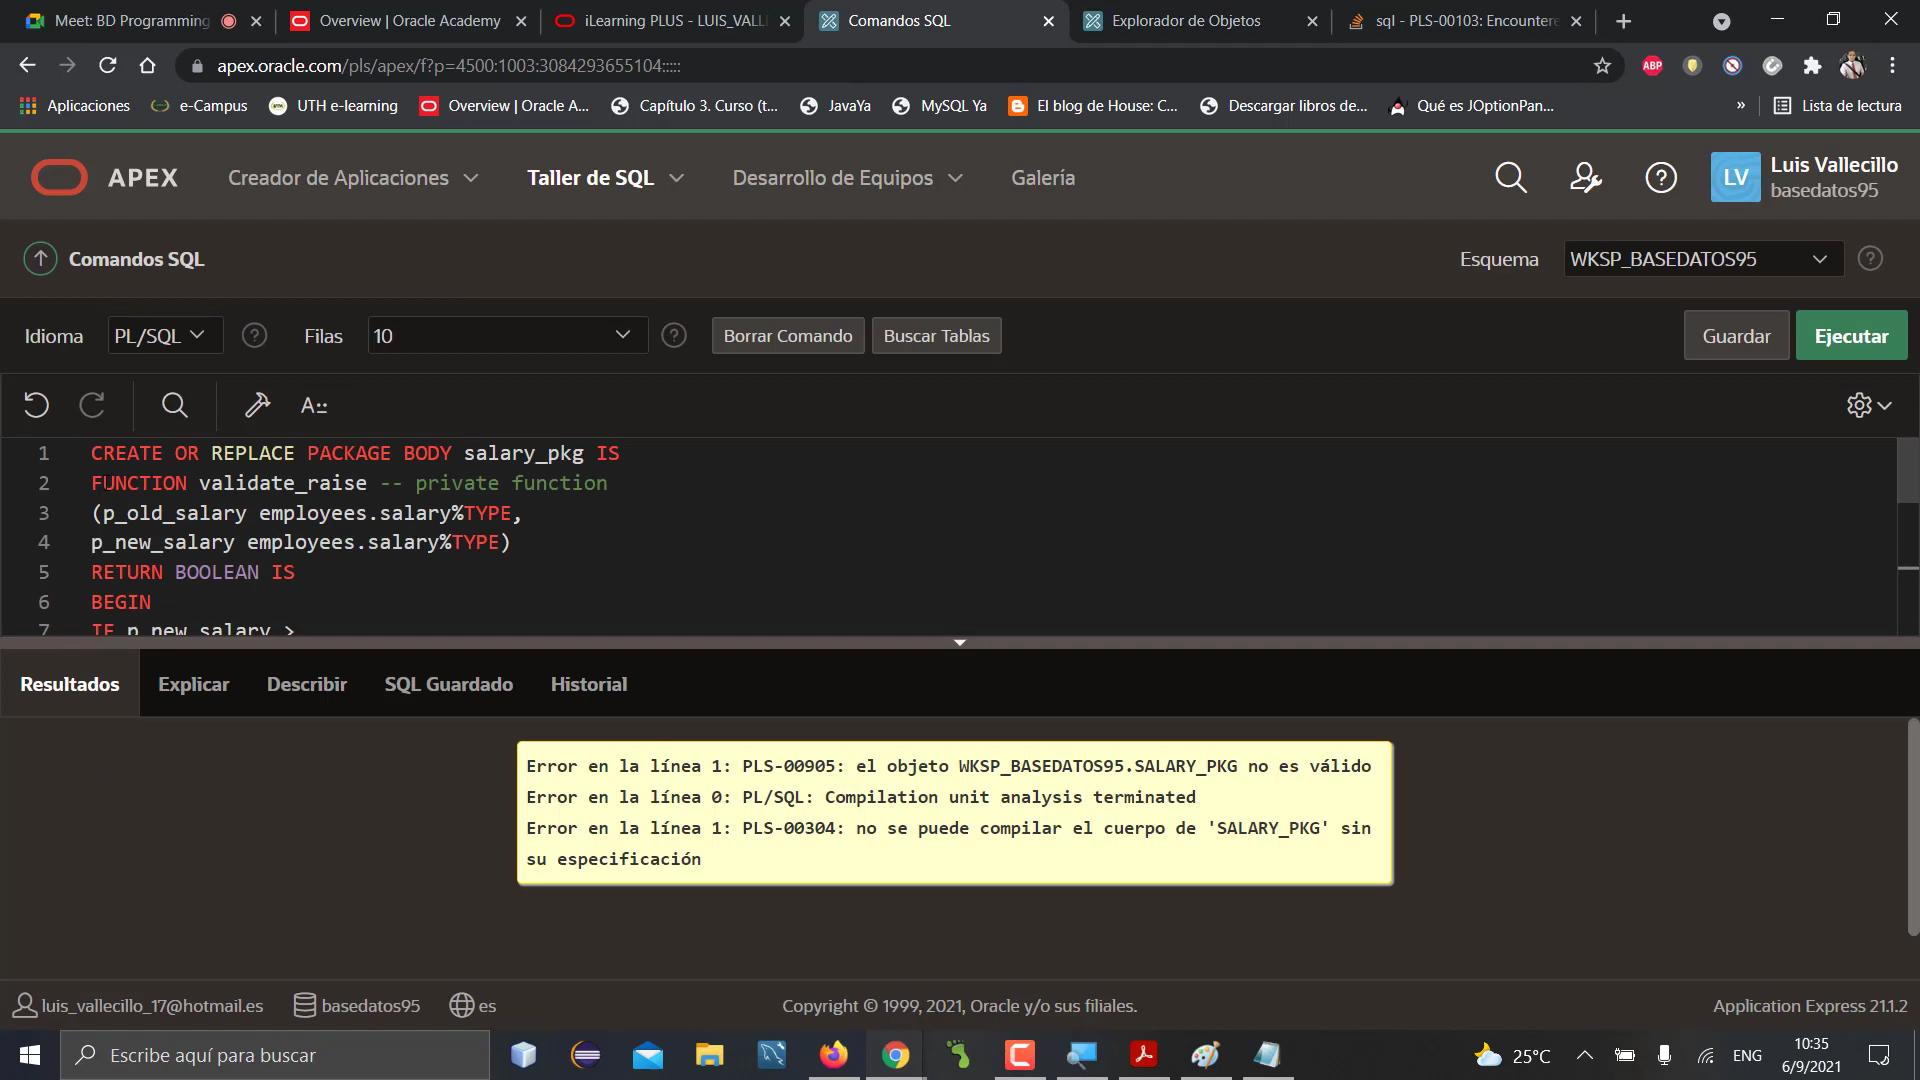 Meet: BD Programming
Overview | Oracle Academy
iLearning PLUS - LUIS_VALL
Comandos SQL
Explorador de Objetos
sql - PLS-00103: Encountere
apex.oracle.com/pls/apex/f?p=4500:1003:3084293655104:::::
ABP
Aplicaciones
e-Campus
UTH e-learning
Overview | Oracle A...
Capítulo 3. Curso (t...
JavaYa
MySQL Ya
El blog de House: C...
Descargar libros de...
Qué es JOptionPan...
»
Lista de lectura
APEX
Creador de Aplicaciones
Taller de SQL
Desarrollo de Equipos
Galería
LV
Luis Vallecillo
basedatos95
Comandos SQL
Esquema
WKSP_BASEDATOS95
Idioma
PL/SQL
Filas
10
Borrar Comando
Buscar Tablas
Guardar
Ejecutar
A::
1 CREATE OR REPLACE PACKAGE BODY salary_pkg IS
2 FUNCTION validate_raise -- private function
3 (p_old_salary employees.salary%TYPE,
4 p_new_salary employees.salary%TYPE)
5 RETURN BOOLEAN IS
6 BEGIN
7 IF p_new_salary >
Resultados
Explicar
Describir
SQL Guardado
Historial
Error en la línea 1: PLS-00905: el objeto WKSP_BASEDATOS95.SALARY_PKG no es válido
Error en la línea 0: PL/SQL: Compilation unit analysis terminated
Error en la línea 1: PLS-00304: no se puede compilar el cuerpo de 'SALARY_PKG' sin
su especificación
luis_vallecillo_17@hotmail.es
basedatos95
es
Copyright © 1999, 2021, Oracle y/o sus filiales.
Application Express 21.1.2
Escribe aquí para buscar
25°C
ENG
10:35
6/9/2021